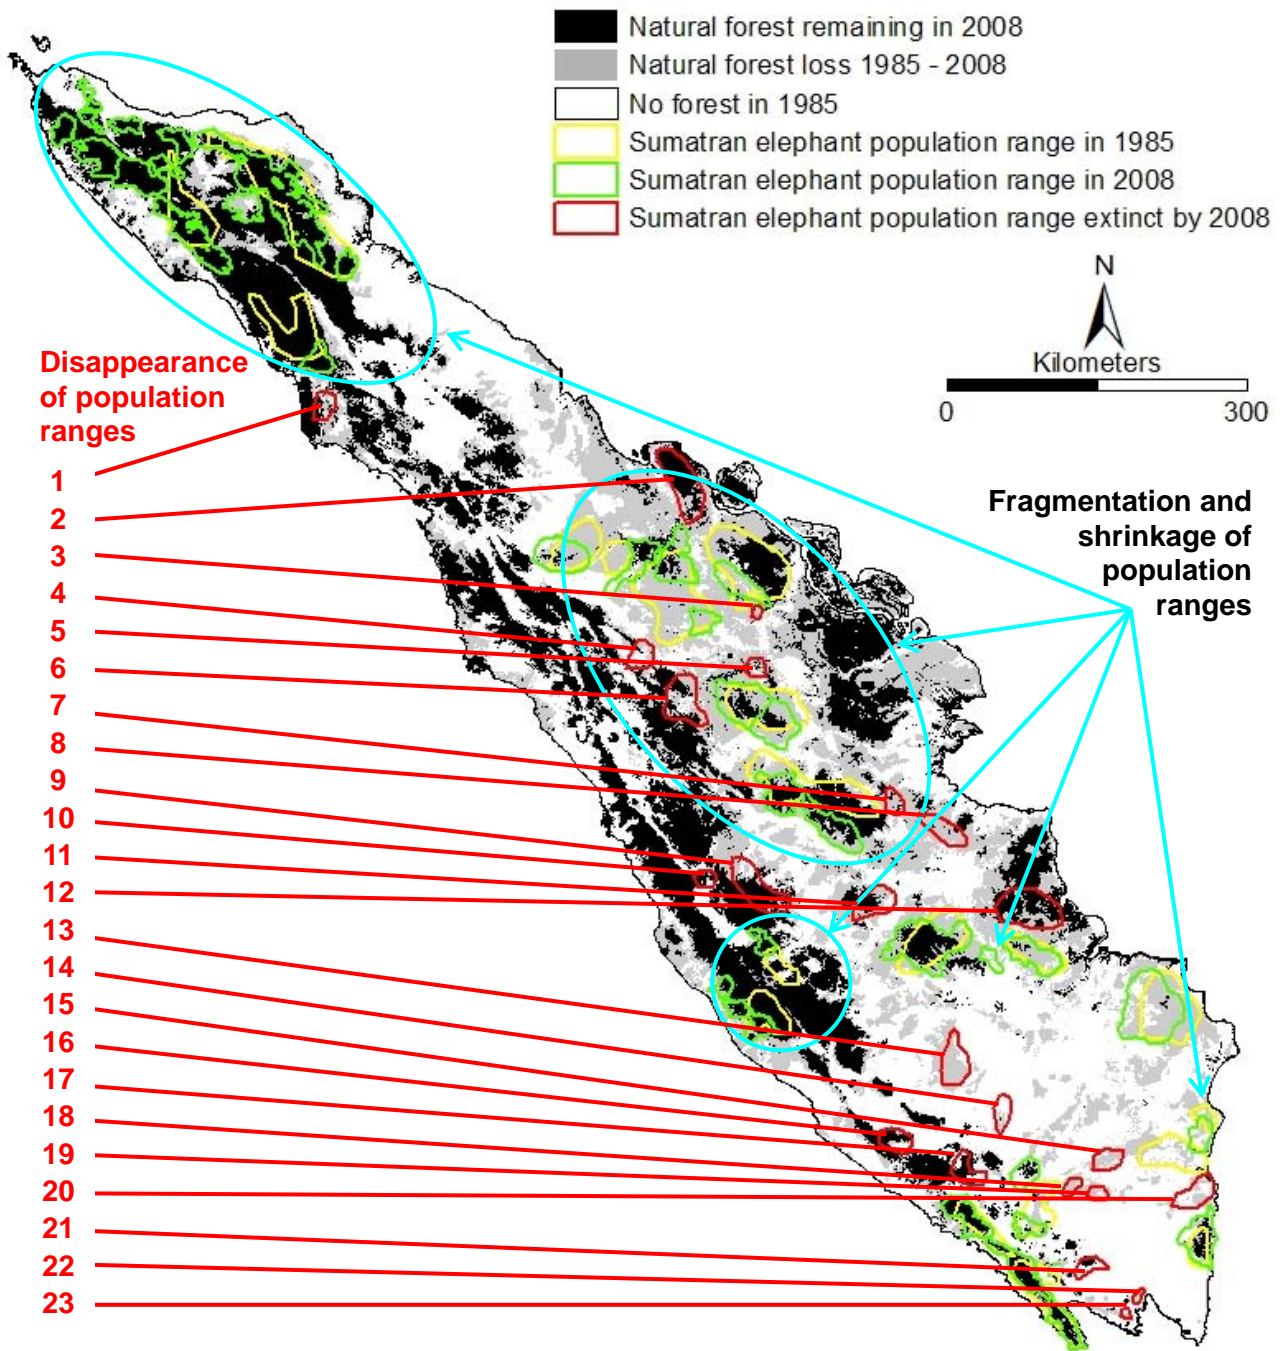 Natural forest remaining in 2008
Natural forest loss 1985 - 2008
No forest in 1985
Sumatran elephant population range in 1985
Sumatran elephant population range in 2008
Sumatran elephant population range extinct by 2008
N
Kilometers
0 300
Disappearance
of population
ranges
Fragmentation and
shrinkage of
population
ranges
1
2
3
4
5
6
7
8
9
10
11
12
13
14
15
16
17
18
19
20
21
22
23